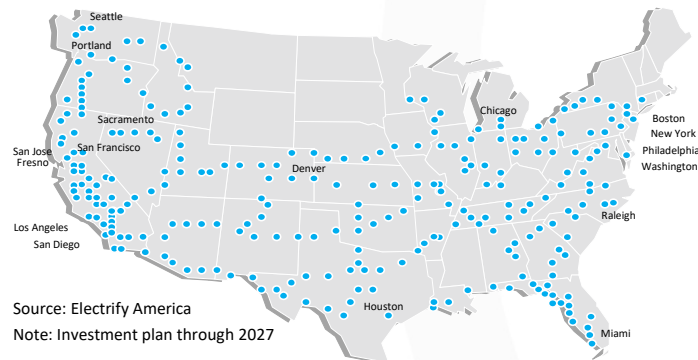 Seattle
Portland
Sacramento
San Francisco
San Jose
Fresno
Los Angeles
San Diego
Denver
Chicago
Boston
New York
Philadelphia
Washington
Raleigh
Houston
Miami
Source: Electrify America
Note: Investment plan through 2027